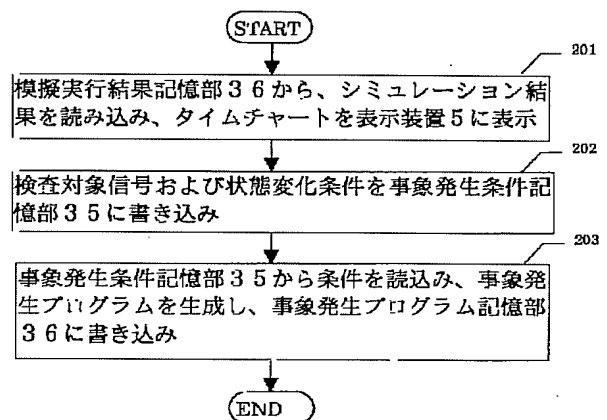 START
201
模擬実行結果記憶部36から、シミュレーション結
果を読み込み、タイムチャートを表示装置5に表示
202
検査対象信号および状態変化条件を事象発生条件記
憶部35に書き込み
203
事象発生条件記憶部35から条件を読込み、事象発
生プログラムを生成し、事象発生プログラム記憶部
36に書き込み
END